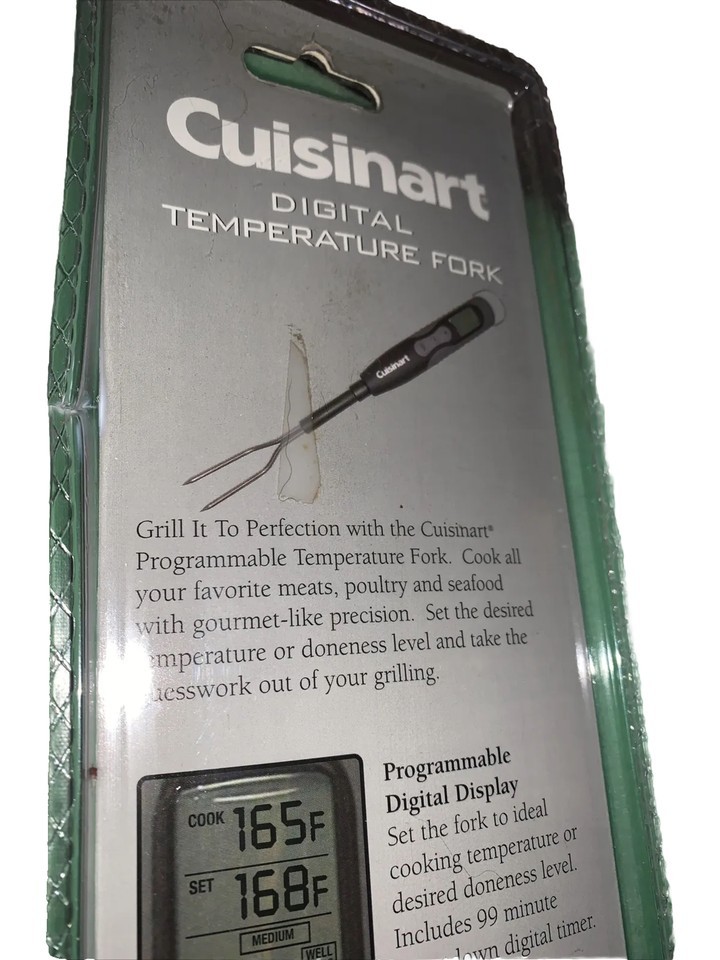 Cuisinart
DIGITAL
TEMPERATURE FORK
Cuisinart
Grill It To Perfection with the Cuisinart®
Programmable Temperature Fork. Cook all
your favorite meats, poultry and seafood
with gourmet-like precision. Set the desired
temperature or doneness level and take the
guesswork out of your grilling.
Programmable
Digital Display
Set the fork to ideal
cooking temperature or
desired doneness level.
Includes 99 minute
digital timer.
COOK 165F
SET 168F
MEDIUM
WELL